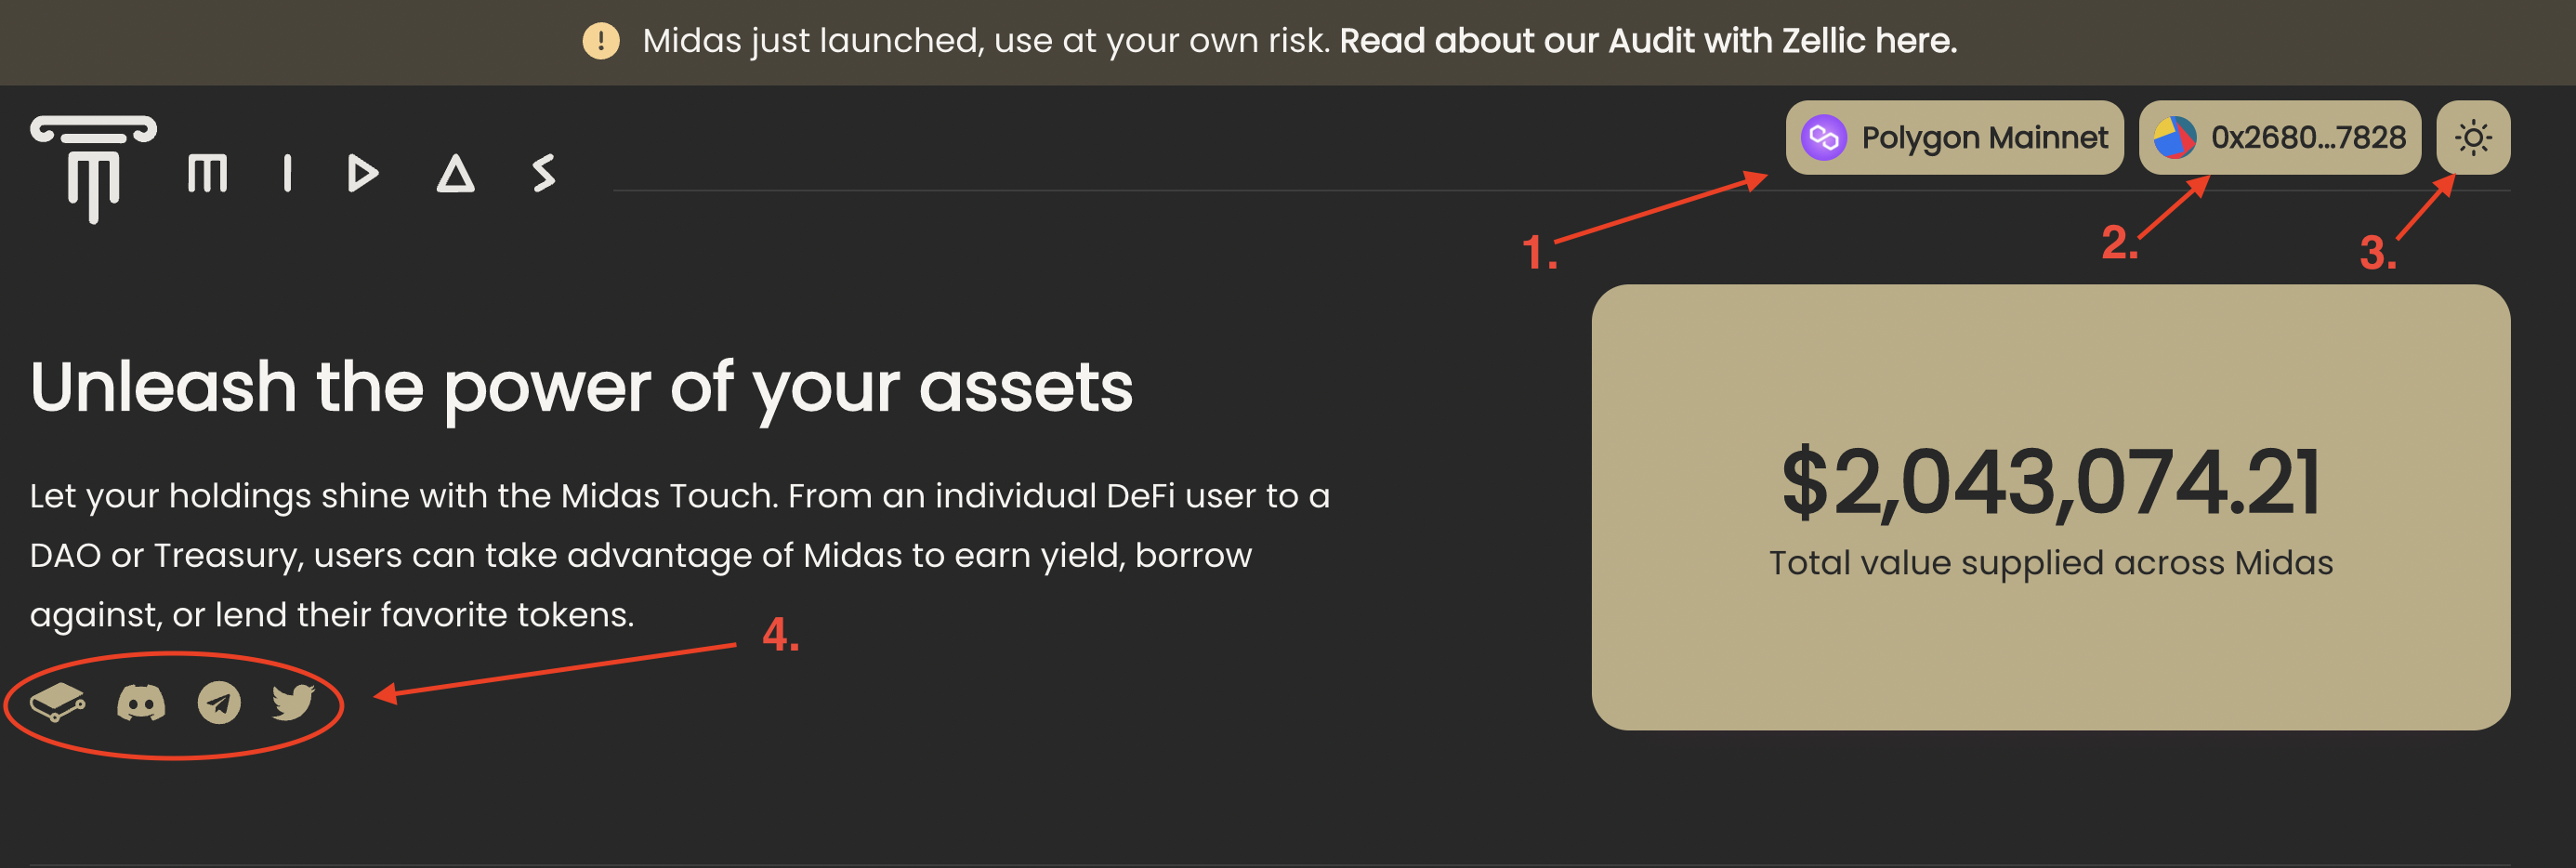 Midas just launched, use at your own risk. Read about our Audit with Zellic here.
MIDAS
Polygon Mainnet
0x2680...7828
1.
2.
3.
Unleash the power of your assets
Let your holdings shine with the Midas Touch. From an individual DeFi user to a
DAO or Treasury, users can take advantage of Midas to earn yield, borrow
against, or lend their favorite tokens.
$2,043,074.21
Total value supplied across Midas
4.